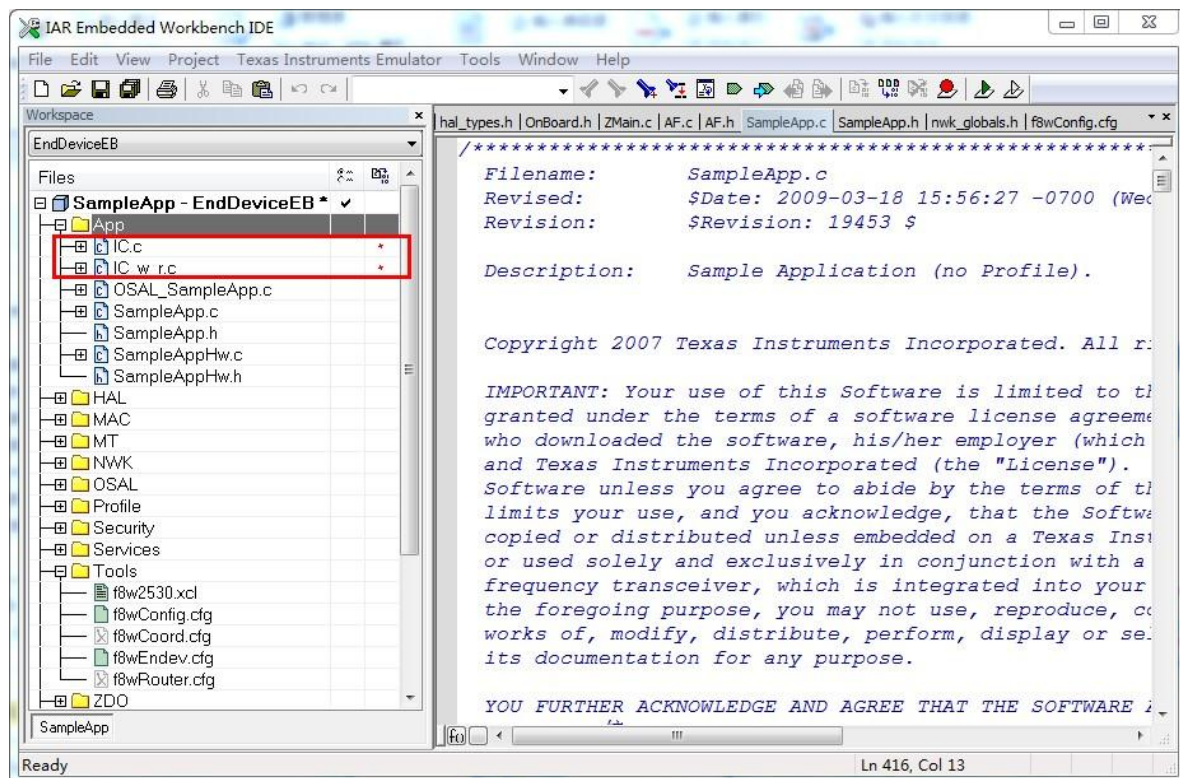 IAR Embedded Workbench IDE
File Edit View Project Texas Instruments Emulator Tools Window Help
Workspace
EndDeviceEB
Files
SampleApp - EndDeviceEB *
App
IC.c
IC_w_r.c
OSAL_SampleApp.c
SampleApp.c
SampleApp.h
SampleAppHw.c
SampleAppHw.h
HAL
MAC
MT
NWK
OSAL
Profile
Security
Services
Tools
f8w2530.xcl
f8wConfig.cfg
f8wCoord.cfg
f8wEndev.cfg
f8wRouter.cfg
ZDO
SampleApp
hal_types.h | OnBoard.h | ZMain.c | AF.c | AF.h | SampleApp.c | SampleApp.h | nwk_globals.h | f8wConfig.cfg
/*****************************************************
Filename: SampleApp.c
Revised: $Date: 2009-03-18 15:56:27 -0700 (Wed
Revision: $Revision: 19453 $
Description: Sample Application (no Profile).
Copyright 2007 Texas Instruments Incorporated. All
IMPORTANT: Your use of this Software is limited to
granted under the terms of a software license
who downloaded the software, his/her employer (which
and Texas Instruments Incorporated (the "License").
Software unless you agree to abide by the terms of
limits your use, and you acknowledge, that the
copied or distributed unless embedded on a Texas
or used solely and exclusively in conjunction with a
frequency transceiver, which is integrated into your
the foregoing purpose, you may not use, reproduce,
works of, modify, distribute, perform, display or
its documentation for any purpose.
YOU FURTHER ACKNOWLEDGE AND AGREE THAT THE SOFTWARE
Ready
Ln 416, Col 13